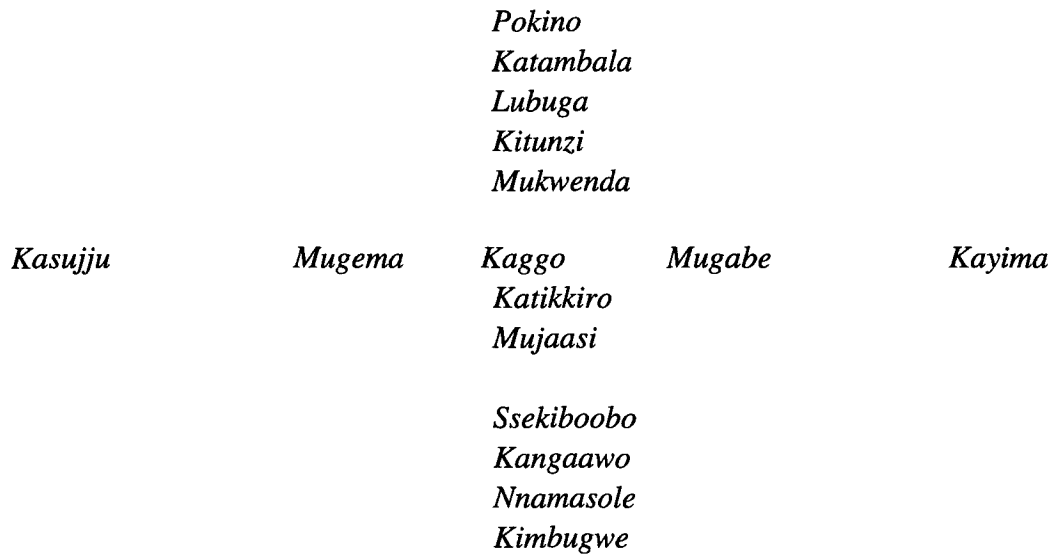 Pokino
Katambala
Lubuga
Kitunzi
Mukwenda
Kasujju Mugema Kaggo Mugabe Kayima
Katikkiro
Mujaasi
Ssekiboobo
Kangaawo
Nnamasole
Kimbugwe